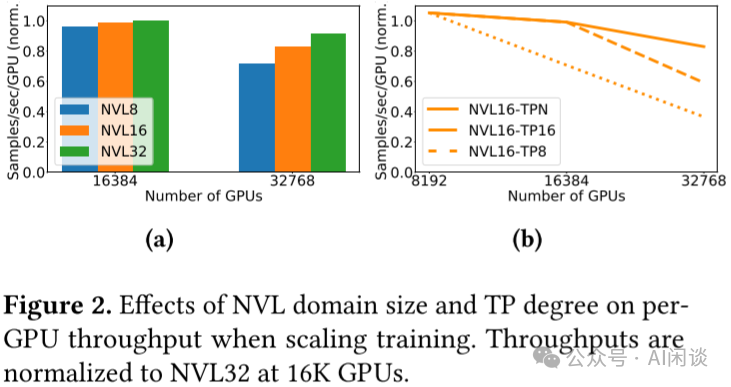 Samples/sec/GPU (norm.
1.0
0.8
0.6
0.4
0.2
0.0
NVL8
NVL16
NVL32
16384
32768
Number of GPUs
(a)
Samples/sec/GPU (norm.
1.0
0.8
0.6
0.4
0.2
0.0
NVL16-TPN
NVL16-TP16
NVL16-TP8
8192
16384
32768
Number of GPUs
(b)
Figure 2. Effects of NVL domain size and TP degree on per-
GPU throughput when scaling training. Throughputs are
normalized to NVL32 at 16K GPUs.
公众号 · AI闲谈